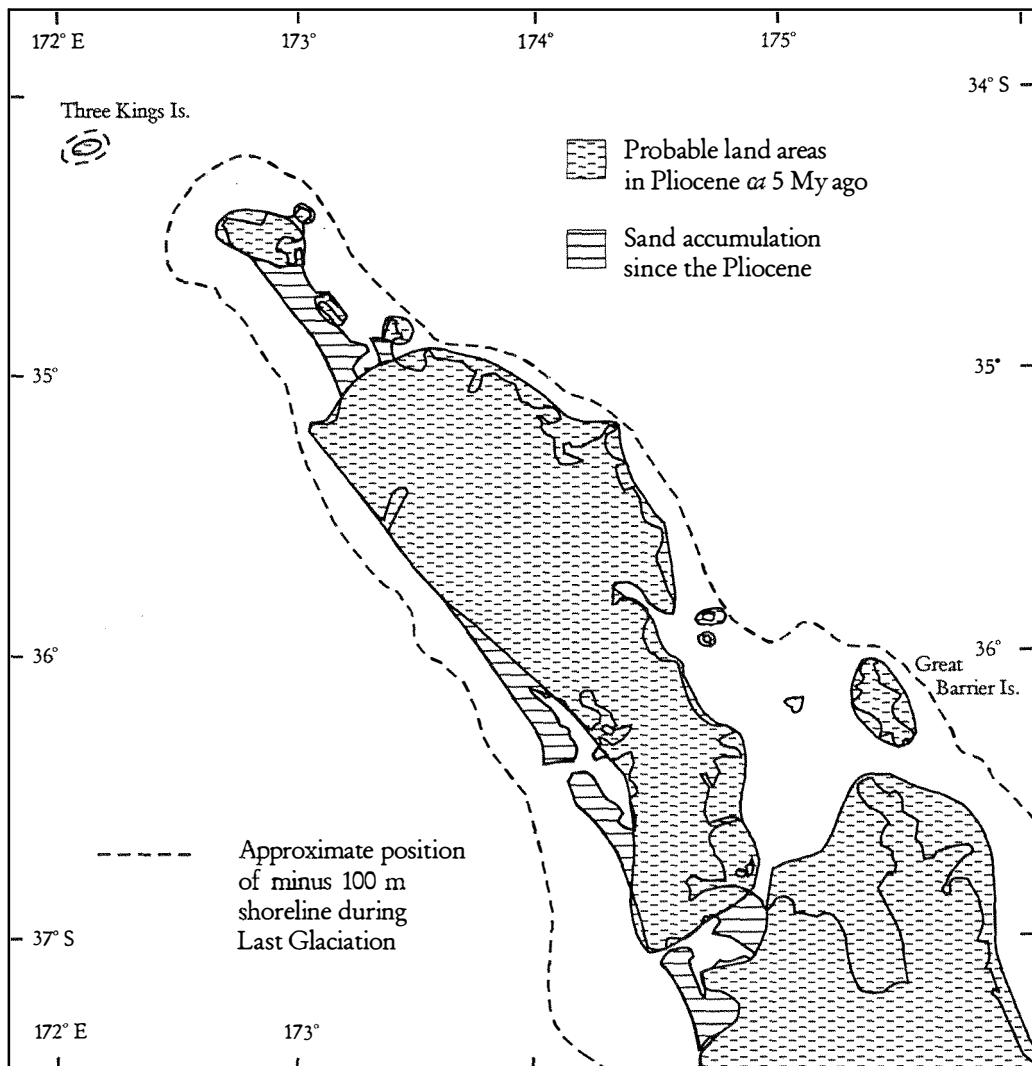 172° E
173°
174°
175°
34° S
Three Kings Is.
Probable land areas
in Pliocene ca 5 My ago
Sand accumulation
since the Pliocene
35°
35°
36°
36°
Great
Barrier Is.
Approximate position
of minus 100 m
shoreline during
Last Glaciation
37° S
172° E
173°
174°
175°